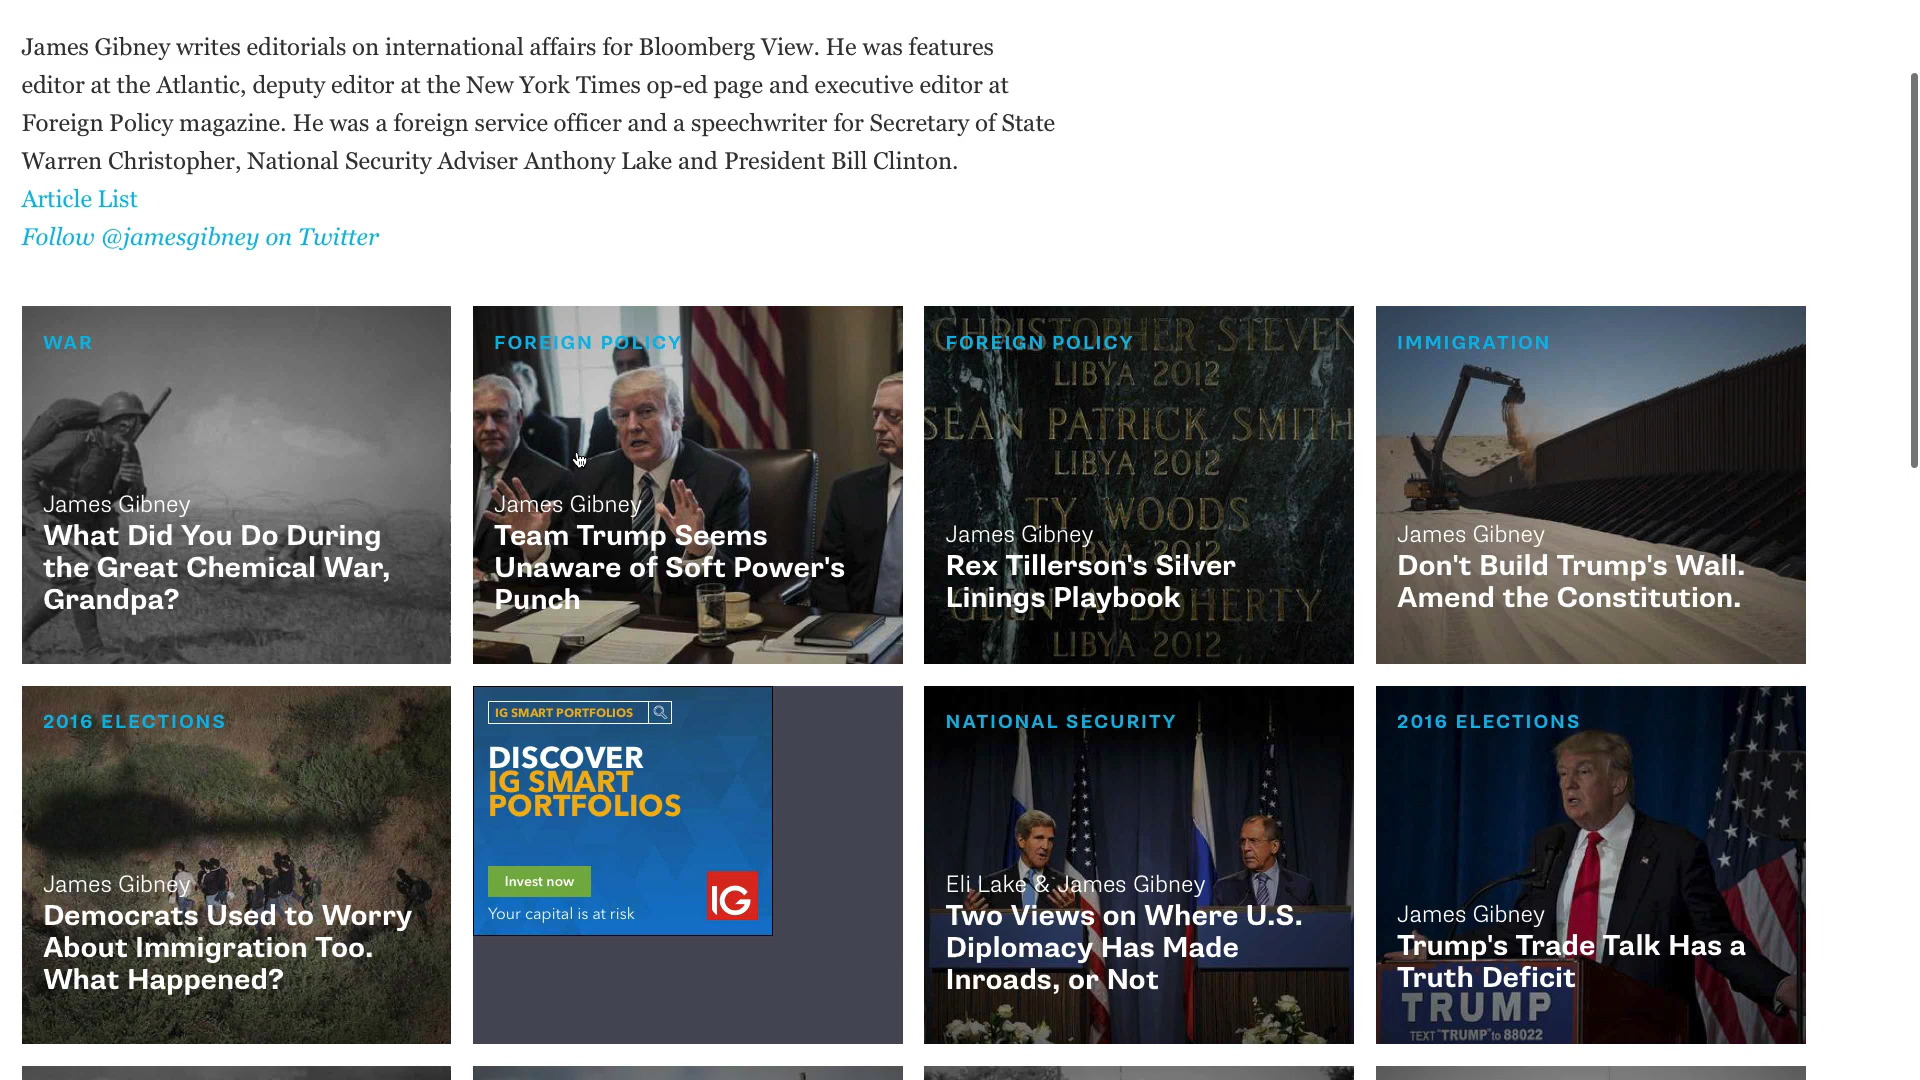 James Gibney writes editorials on international affairs for Bloomberg View. He was features
editor at the Atlantic, deputy editor at the New York Times op-ed page and executive editor at
Foreign Policy magazine. He was a foreign service officer and a speechwriter for Secretary of State
Warren Christopher, National Security Adviser Anthony Lake and President Bill Clinton.
Article List
Follow @jamesgibney on Twitter
WAR
James Gibney
What Did You Do During
the Great Chemical War,
Grandpa?
FOREIGN POLICY
James Gibney
Team Trump Seems
Unaware of Soft Power's
Punch
FOREIGN POLICY
CHRISTOPHER STEVEN
LIBYA 2012
SEAN PATRICK SMITH
LIBYA 2012
TY WOODS
LIBYA 2012
GLEN A DOHERTY
LIBYA 2012
James Gibney
Rex Tillerson's Silver
Linings Playbook
IMMIGRATION
James Gibney
Don't Build Trump's Wall.
Amend the Constitution.
2016 ELECTIONS
James Gibney
Democrats Used to Worry
About Immigration Too.
What Happened?
IG SMART PORTFOLIOS
DISCOVER
IG SMART
PORTFOLIOS
Invest now
Your capital is at risk
IG
NATIONAL SECURITY
Eli Lake & James Gibney
Two Views on Where U.S.
Diplomacy Has Made
Inroads, or Not
2016 ELECTIONS
James Gibney
Trump's Trade Talk Has a
Truth Deficit
TRUMP
TEXT "TRUMP" to 88022